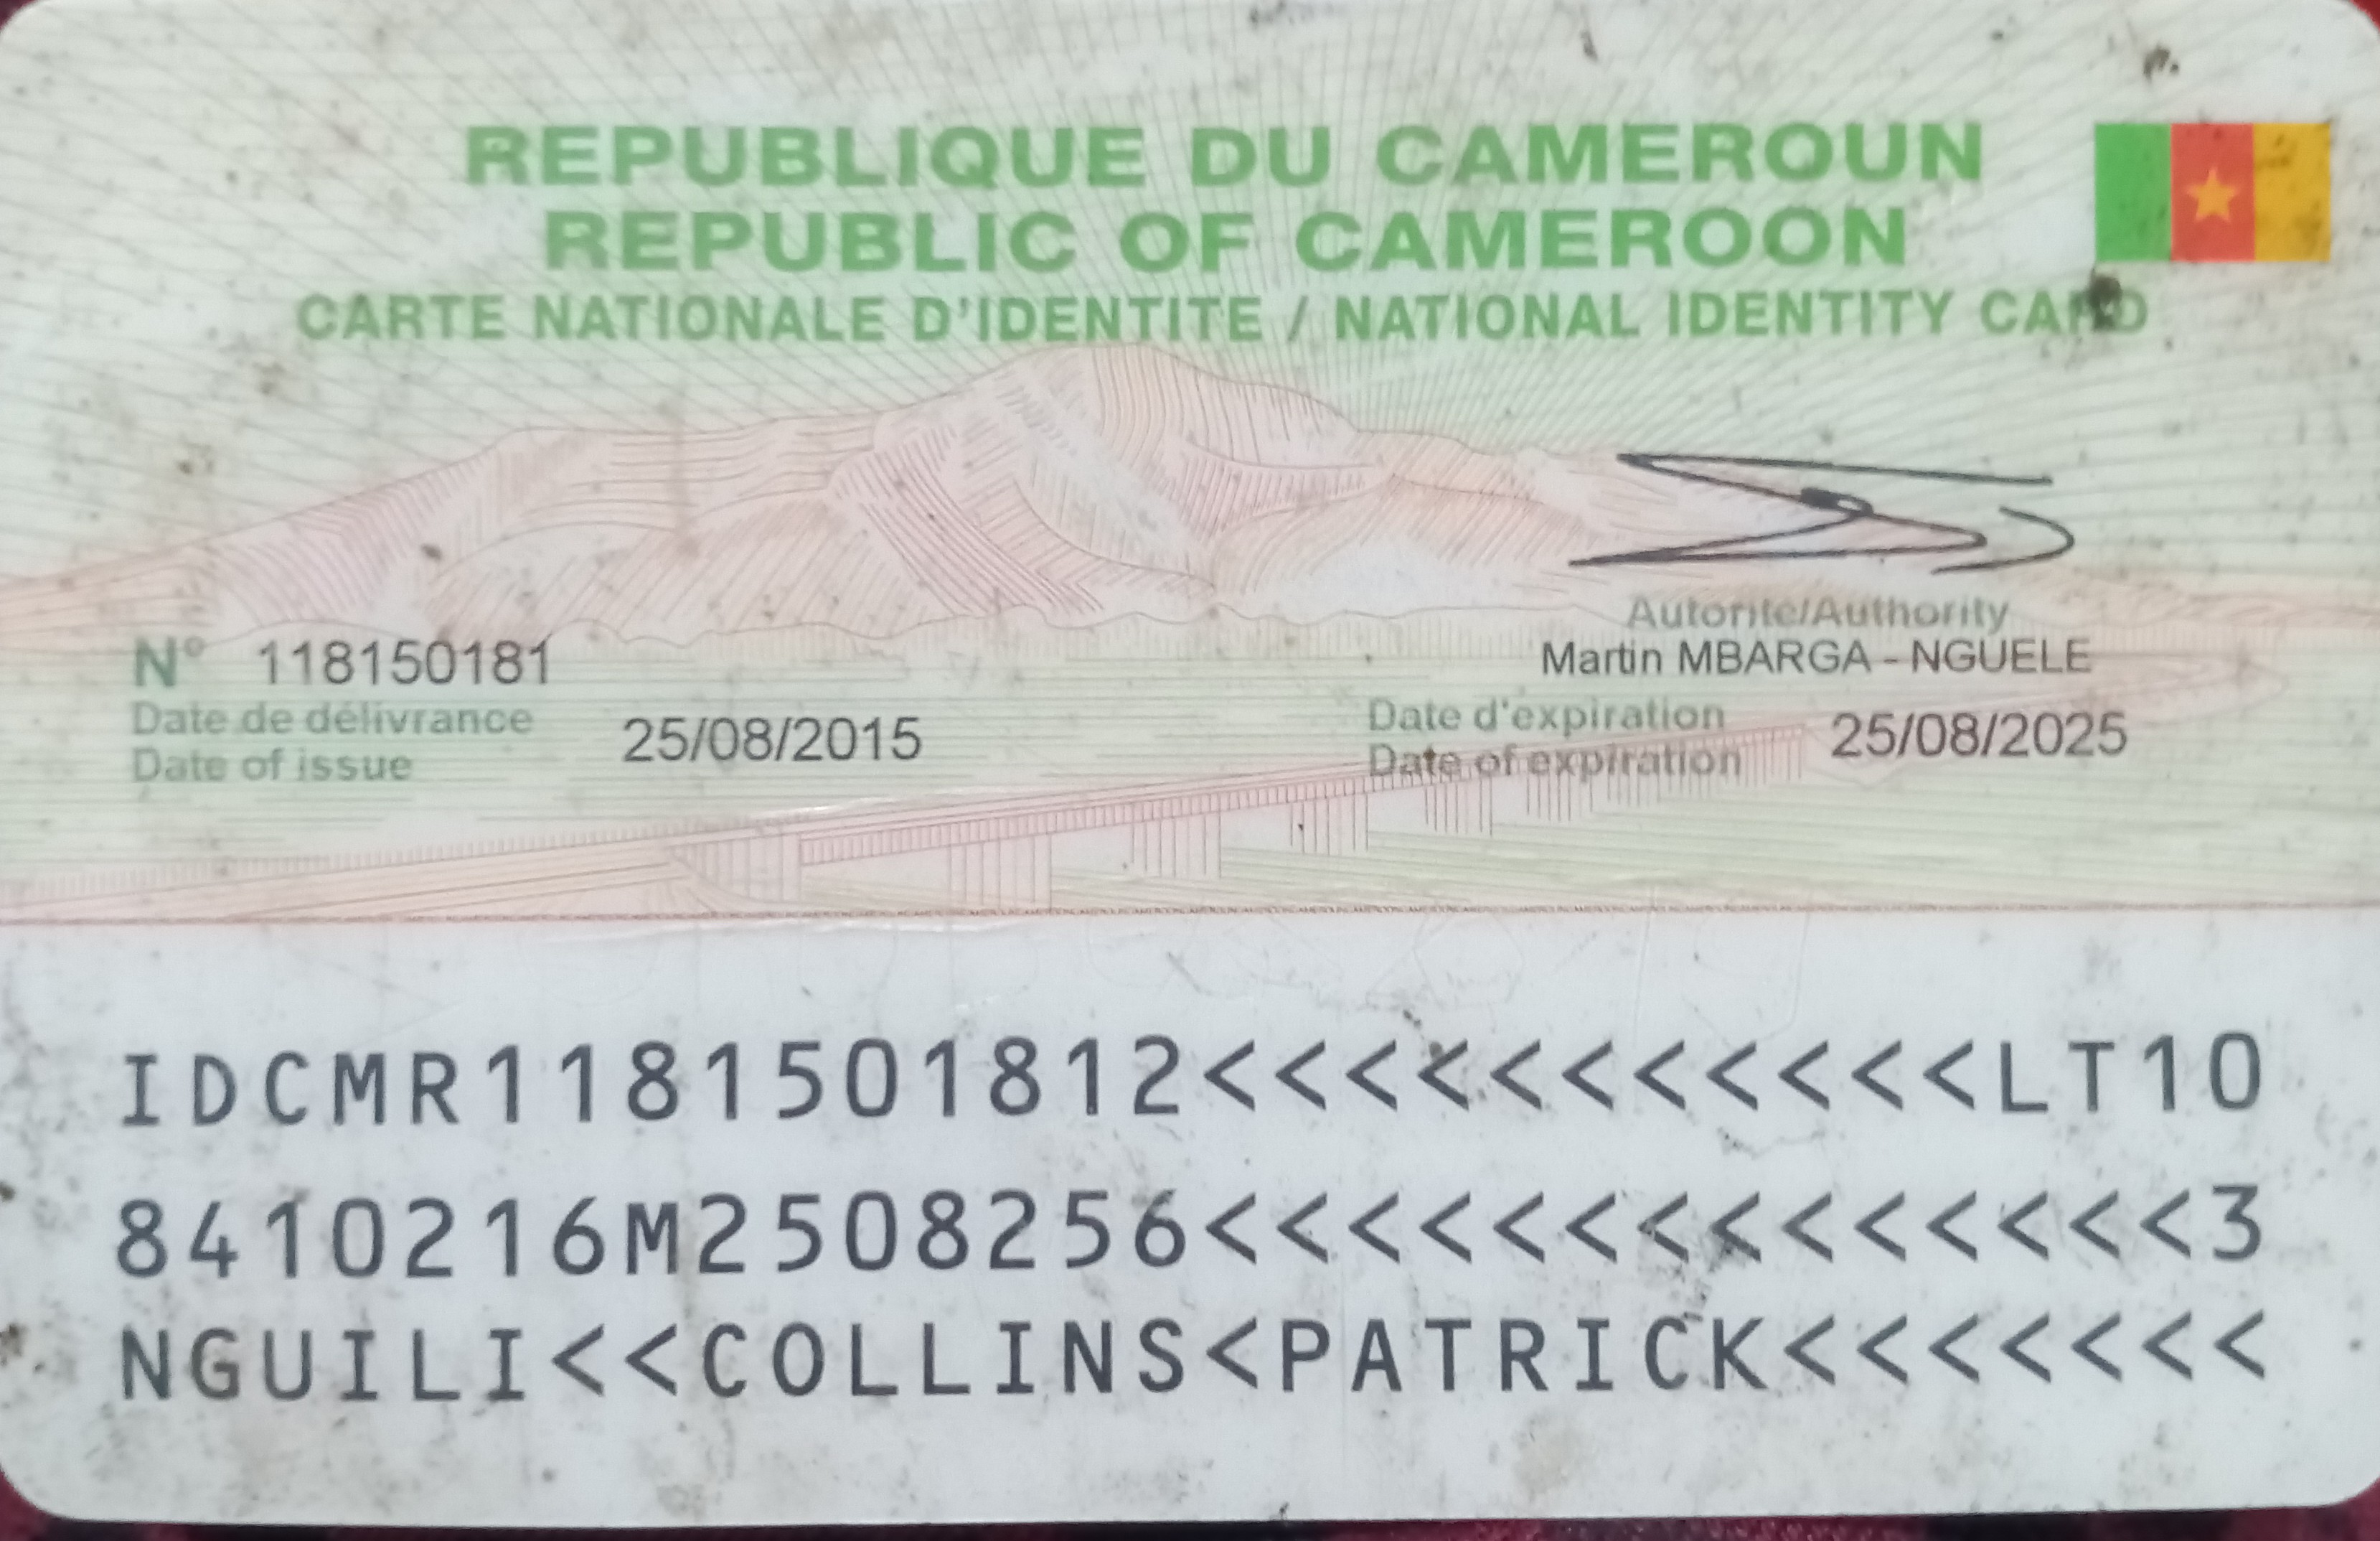 REPUBLIQUE DU CAMEROUN
REPUBLIC OF CAMEROON
CARTE NATIONALE D'IDENTITE / NATIONAL IDENTITY CARD
Autorité/Authority
N° 118150181
Martin MBARGA - NGUELE
Date de délivrance
Date of issue
25/08/2015
Date d'expiration
Date of expiration
25/08/2025
IDCMR1181501812<<<<<<<<<<<LT10
8410216M2508256<<<<<<<<<<<<<<3
NGUILI<<COLLINS<PATRICK<<<<<<<